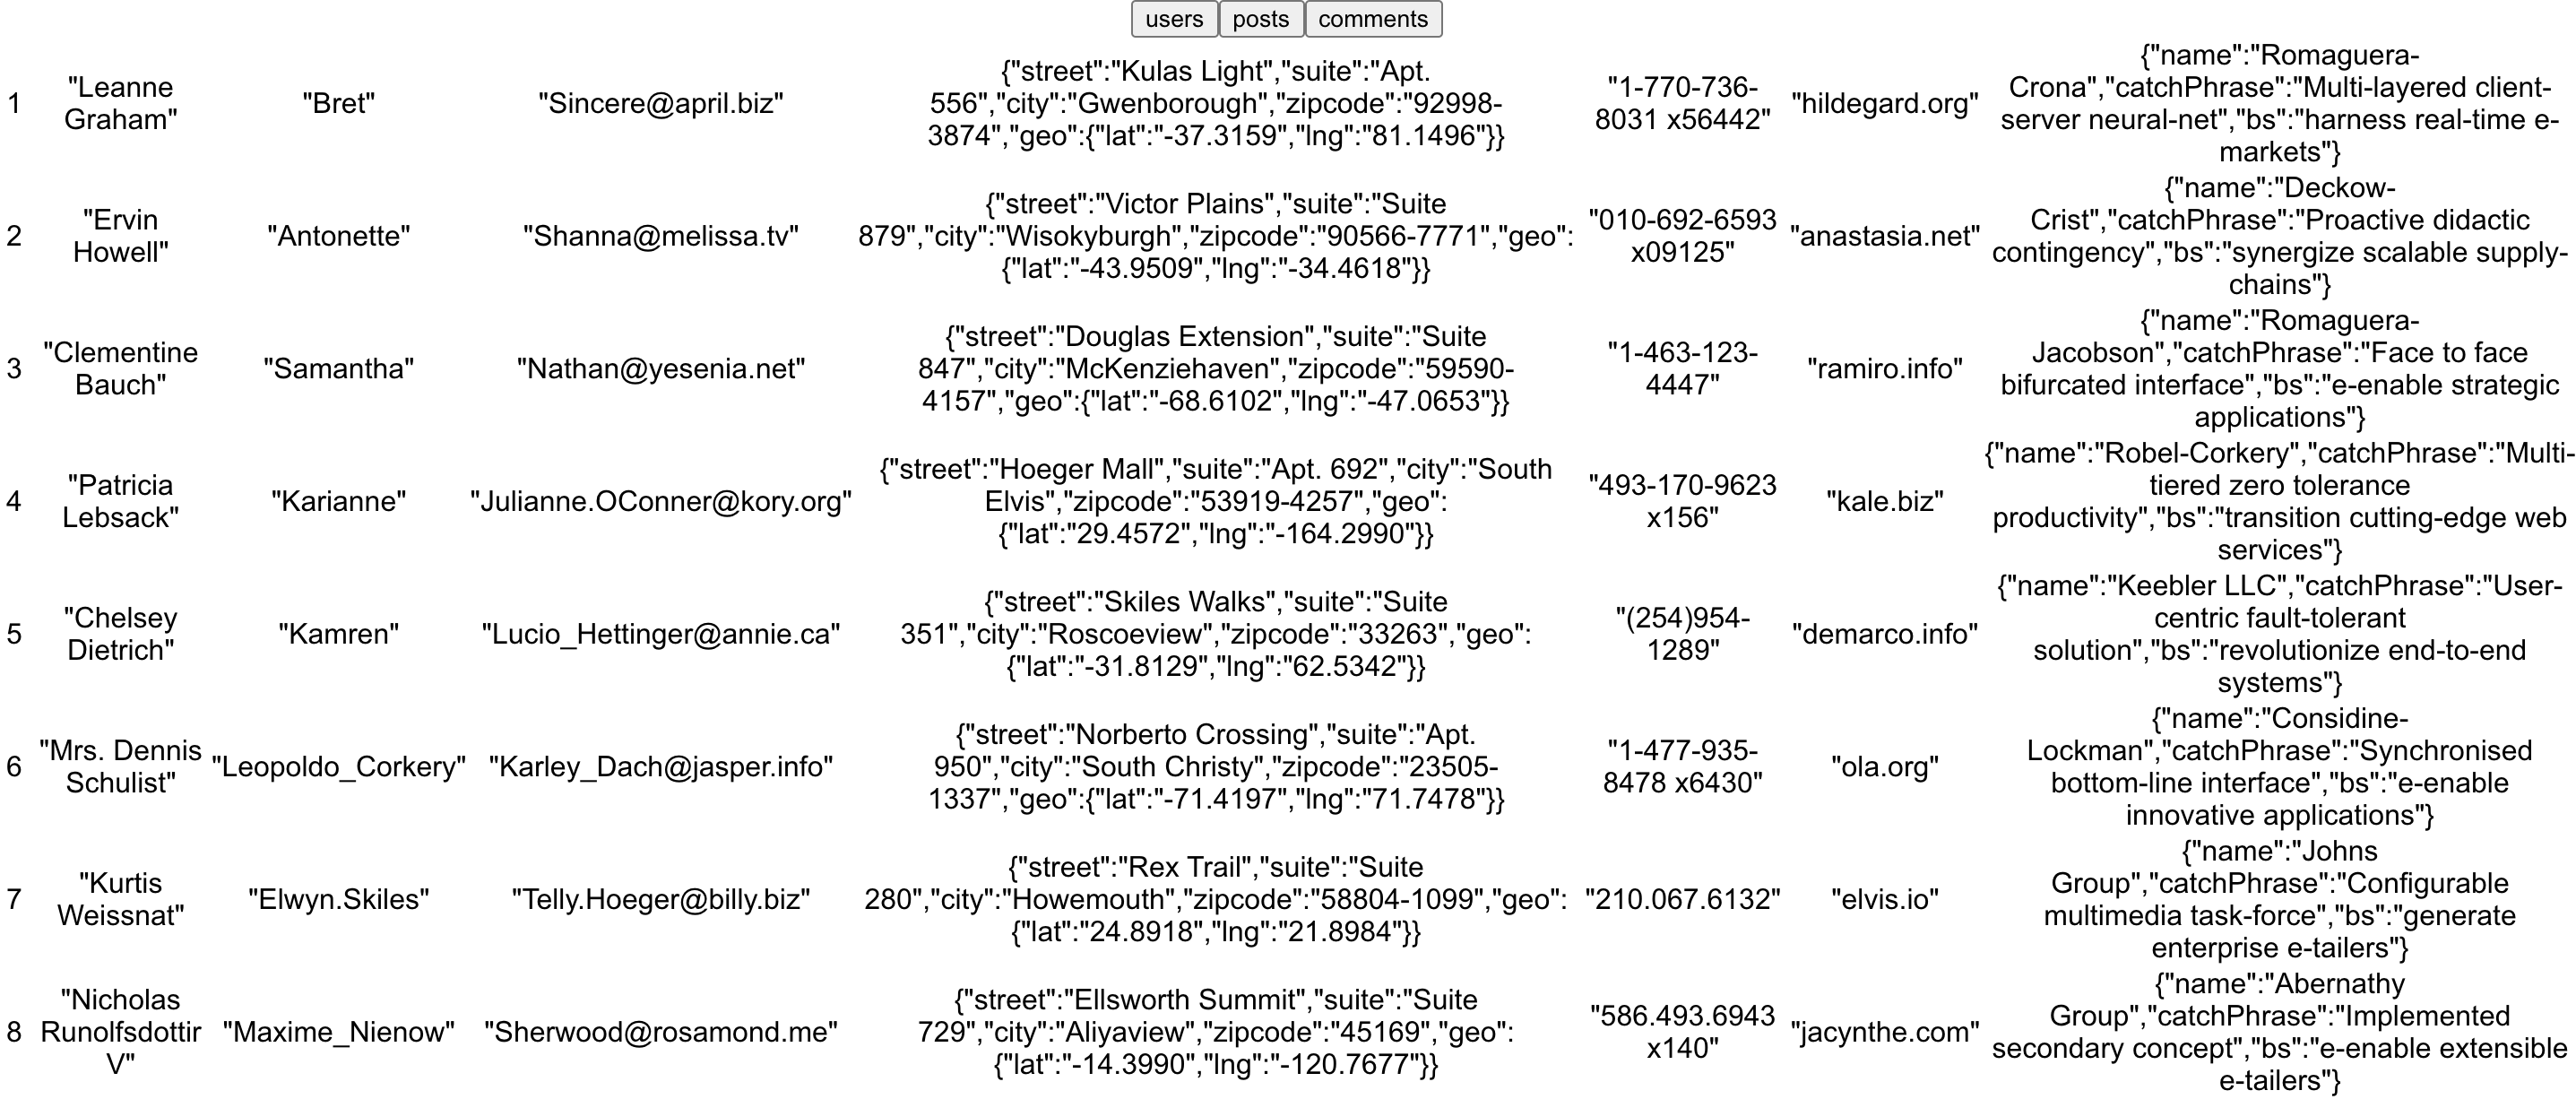 users posts comments
1 "Leanne Graham" "Bret" "Sincere@april.biz" {"street":"Kulas Light","suite":"Apt. 556","city":"Gwenborough","zipcode":"92998-3874","geo":{"lat":"-37.3159","lng":"81.1496"}} "1-770-736-8031 x56442" "hildegard.org" {"name":"Romaguera-Crona","catchPhrase":"Multi-layered client-server neural-net","bs":"harness real-time e-markets"}
2 "Ervin Howell" "Antonette" "Shanna@melissa.tv" {"street":"Victor Plains","suite":"Suite 879","city":"Wisokyburgh","zipcode":"90566-7771","geo":{"lat":"-43.9509","lng":"-34.4618"}} "010-692-6593 x09125" "anastasia.net" {"name":"Deckow-Crist","catchPhrase":"Proactive didactic contingency","bs":"synergize scalable supply-chains"}
3 "Clementine Bauch" "Samantha" "Nathan@yesenia.net" {"street":"Douglas Extension","suite":"Suite 847","city":"McKenziehaven","zipcode":"59590-4157","geo":{"lat":"-68.6102","lng":"-47.0653"}} "1-463-123-4447" "ramiro.info" {"name":"Romaguera-Jacobson","catchPhrase":"Face to face bifurcated interface","bs":"e-enable strategic applications"}
4 "Patricia Lebsack" "Karianne" "Julianne.OConner@kory.org" {"street":"Hoeger Mall","suite":"Apt. 692","city":"South Elvis","zipcode":"53919-4257","geo":{"lat":"29.4572","lng":"-164.2990"}} "493-170-9623 x156" "kale.biz" {"name":"Robel-Corkery","catchPhrase":"Multi-tiered zero tolerance productivity","bs":"transition cutting-edge web services"}
5 "Chelsey Dietrich" "Kamren" "Lucio_Hettinger@annie.ca" {"street":"Skiles Walks","suite":"Suite 351","city":"Roscoeview","zipcode":"33263","geo":{"lat":"-31.8129","lng":"62.5342"}} "(254)954-1289" "demarco.info" {"name":"Keebler LLC","catchPhrase":"User-centric fault-tolerant solution","bs":"revolutionize end-to-end systems"}
6 "Mrs. Dennis Schulist" "Leopoldo_Corkery" "Karley_Dach@jasper.info" {"street":"Norberto Crossing","suite":"Apt. 950","city":"South Christy","zipcode":"23505-1337","geo":{"lat":"-71.4197","lng":"71.7478"}} "1-477-935-8478 x6430" "ola.org" {"name":"Considine-Lockman","catchPhrase":"Synchronised bottom-line interface","bs":"e-enable innovative applications"}
7 "Kurtis Weissnat" "Elwyn.Skiles" "Telly.Hoeger@billy.biz" {"street":"Rex Trail","suite":"Suite 280","city":"Howemouth","zipcode":"58804-1099","geo":{"lat":"24.8918","lng":"21.8984"}} "210.067.6132" "elvis.io" {"name":"Johns Group","catchPhrase":"Configurable multimedia task-force","bs":"generate enterprise e-tailers"}
8 "Nicholas Runolfsdottir V" "Maxime_Nienow" "Sherwood@rosamond.me" {"street":"Ellsworth Summit","suite":"Suite 729","city":"Aliyaview","zipcode":"45169","geo":{"lat":"-14.3990","lng":"-120.7677"}} "586.493.6943 x140" "jacynthe.com" {"name":"Abernathy Group","catchPhrase":"Implemented secondary concept","bs":"e-enable extensible e-tailers"}